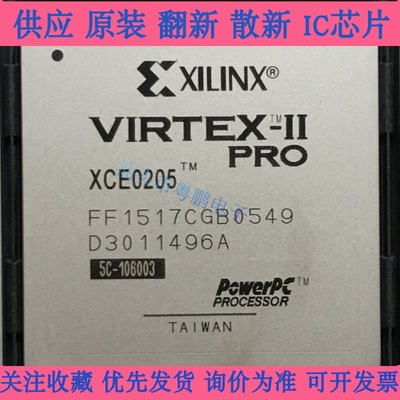 供应 原装 翻新 散新 IC芯片
XILINX®
VIRTEX™-II
PRO
XCE0205™
FF1517CGB0549
D3011496A
5C-106003
PowerPC™
PROCESSOR
TAIWAN
关注收藏 优先发货 询价为准 可开发票